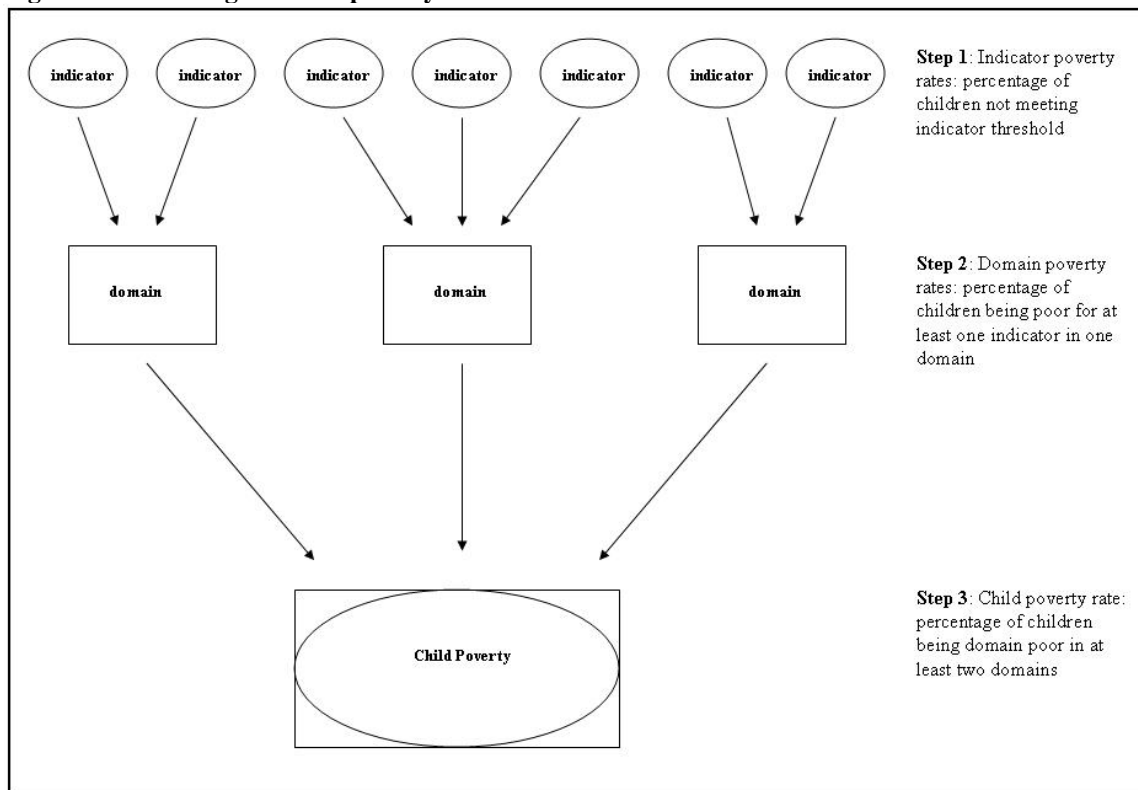 indicator indicator indicator indicator indicator indicator indicator
Step 1: Indicator poverty
rates: percentage of
children not meeting
indicator threshold
domain domain domain
Step 2: Domain poverty
rates: percentage of
children being poor for at
least one indicator in one
domain
Child Poverty
Step 3: Child poverty rate:
percentage of children
being domain poor in at
least two domains